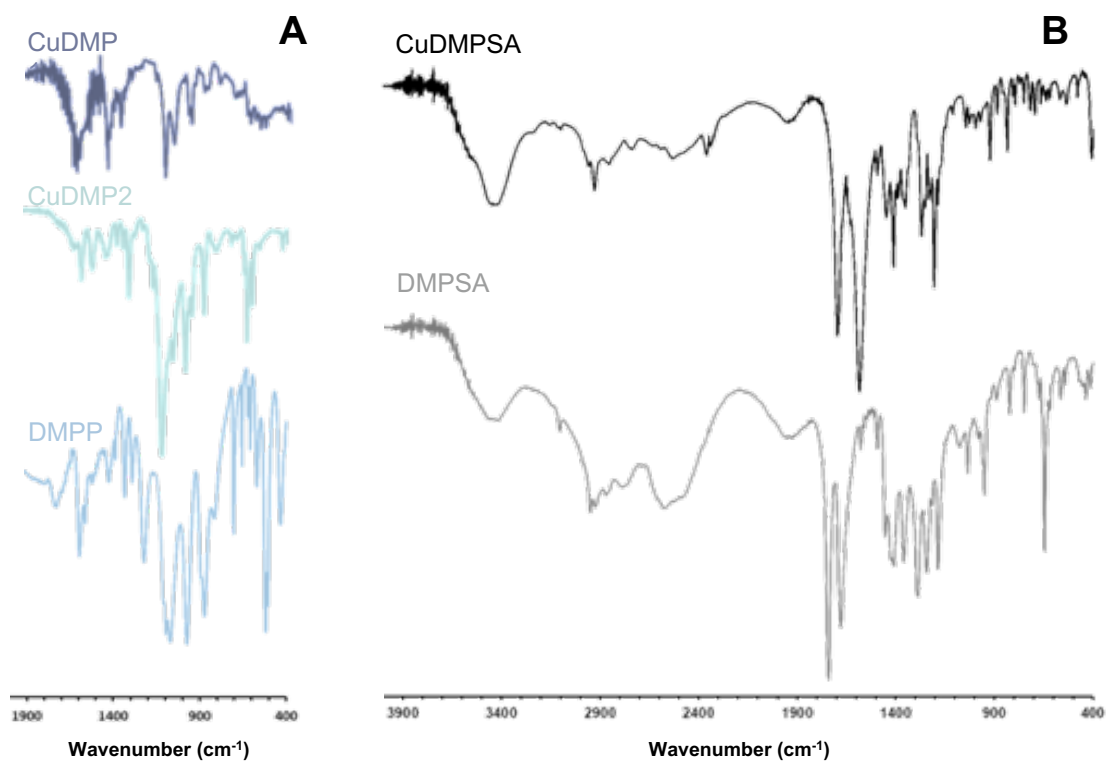 A
CuDMP
CuDMP2
DMPP
1900 1400 900 400
Wavenumber (cm-1)
B
CuDMPSA
DMPSA
3900 3400 2900 2400 1900 1400 900 400
Wavenumber (cm-1)